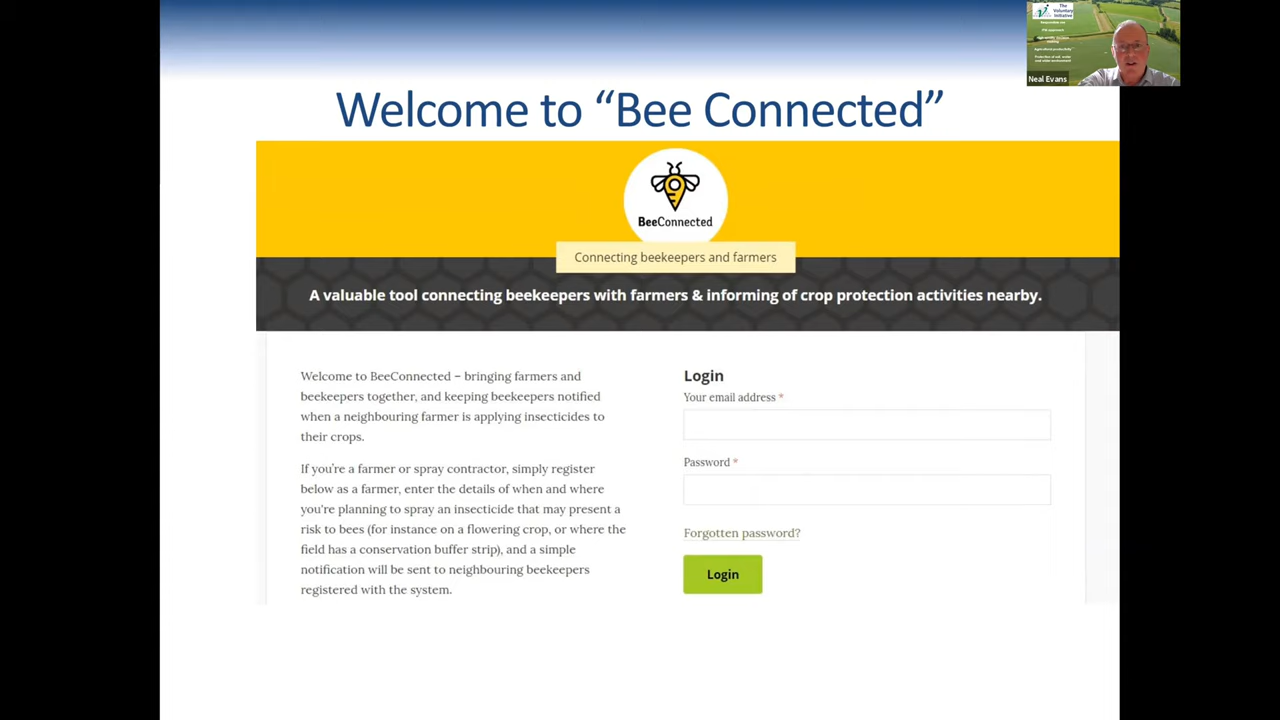 The
Voluntary
Initiative
Neal Evans
Welcome to “Bee Connected”
BeeConnected
Connecting beekeepers and farmers
A valuable tool connecting beekeepers with farmers & informing of crop protection activities nearby.
Welcome to BeeConnected – bringing farmers and
beekeepers together, and keeping beekeepers notified
when a neighbouring farmer is applying insecticides to
their crops.
If you're a farmer or spray contractor, simply register
below as a farmer, enter the details of when and where
you're planning to spray an insecticide that may present a
risk to bees (for instance on a flowering crop, or where the
field has a conservation buffer strip), and a simple
notification will be sent to neighbouring beekeepers
registered with the system.
Login
Your email address *
Password *
Forgotten password?
Login